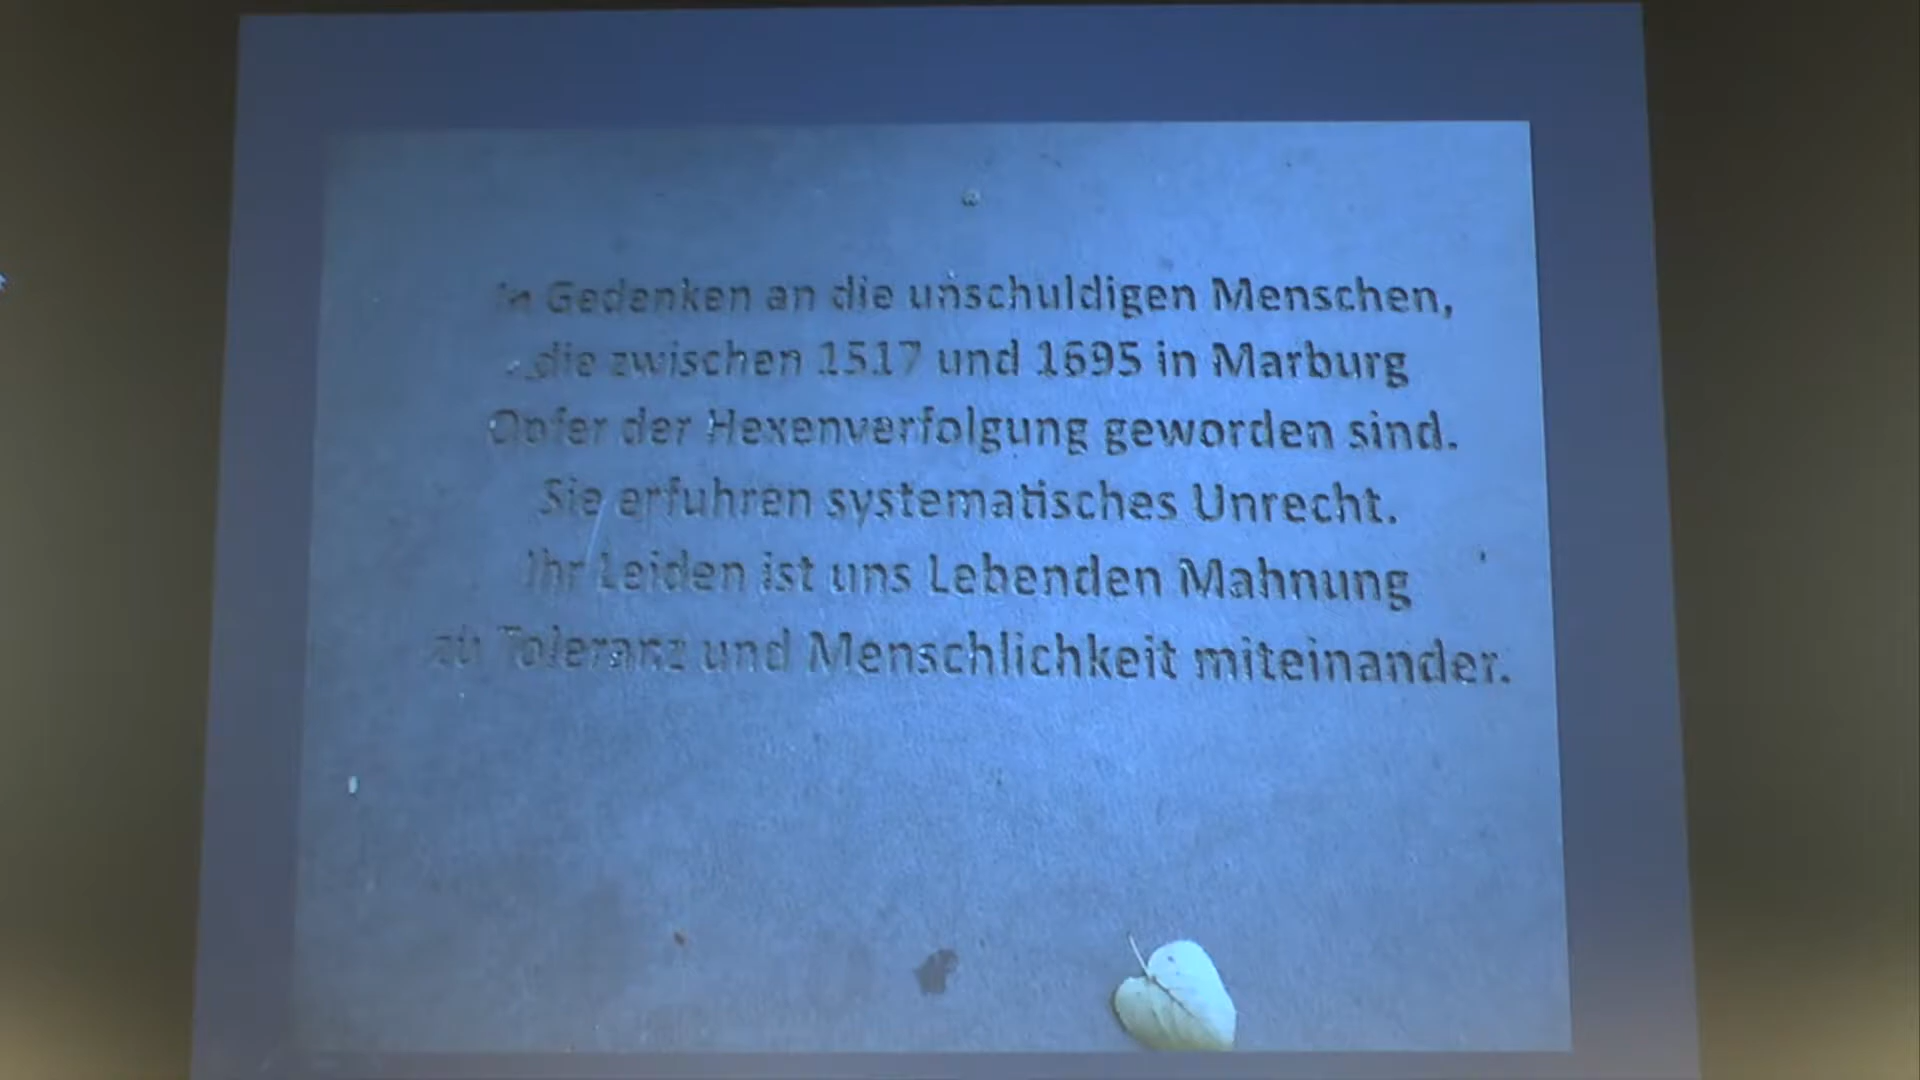 In Gedenken an die unschuldigen Menschen,
die zwischen 1517 und 1695 in Marburg
Opfer der Hexenverfolgung geworden sind.
Sie erfuhren systematisches Unrecht.
Ihr Leiden ist uns Lebenden Mahnung
zu Toleranz und Menschlichkeit miteinander.